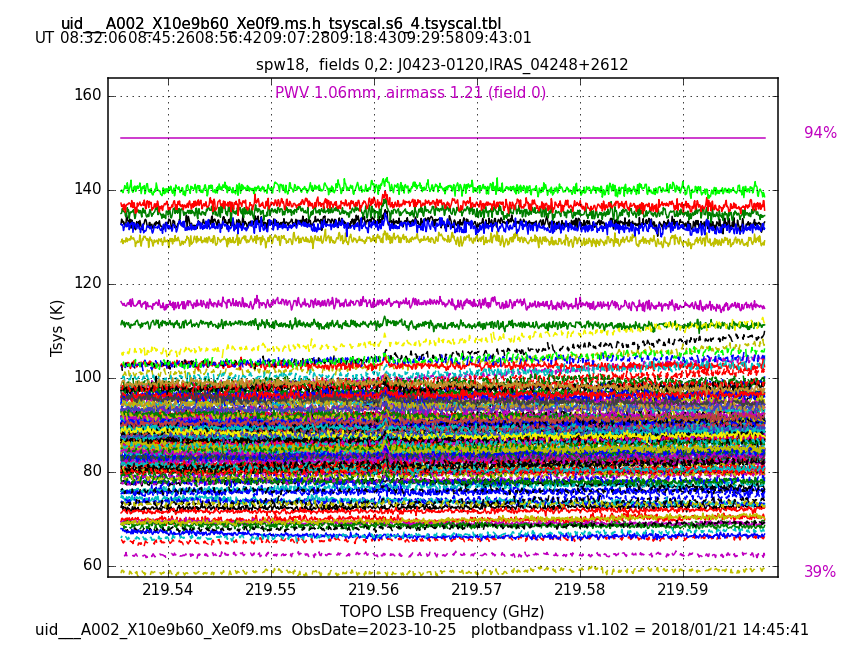 uid___A002_X10e9b60_Xe0f9.ms.h_tsyscal.s6_4.tsyscal.tbl
UT 08:32:06 08:45:26 08:56:42 09:07:28 09:18:43 09:29:58 09:43:01
spw18, fields 0,2: J0423-0120,IRAS_04248+2612
PWV 1.06mm, airmass 1.21 (field 0)
160
94%
140
120
Tsys (K)
100
80
60
39%
219.54 219.55 219.56 219.57 219.58 219.59
TOPO LSB Frequency (GHz)
uid___A002_X10e9b60_Xe0f9.ms ObsDate=2023-10-25 plotbandpass v1.102 = 2018/01/21 14:45:41